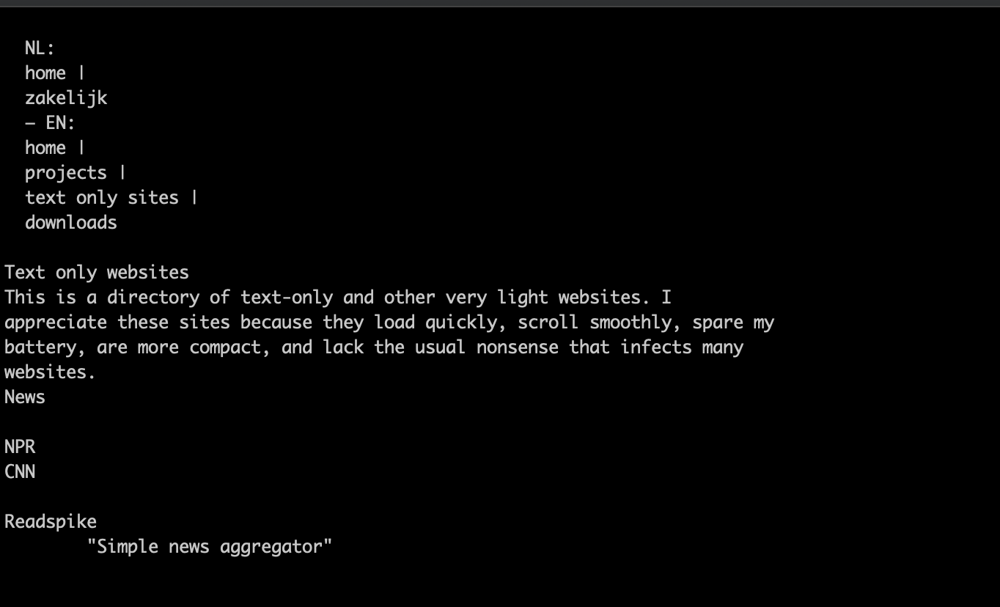 NL:
home |
zakelijk
— EN:
home |
projects |
text only sites |
downloads
Text only websites
This is a directory of text-only and other very light websites. I
appreciate these sites because they load quickly, scroll smoothly, spare my
battery, are more compact, and lack the usual nonsense that infects many
websites.
News
NPR
CNN
Readspike
"Simple news aggregator"